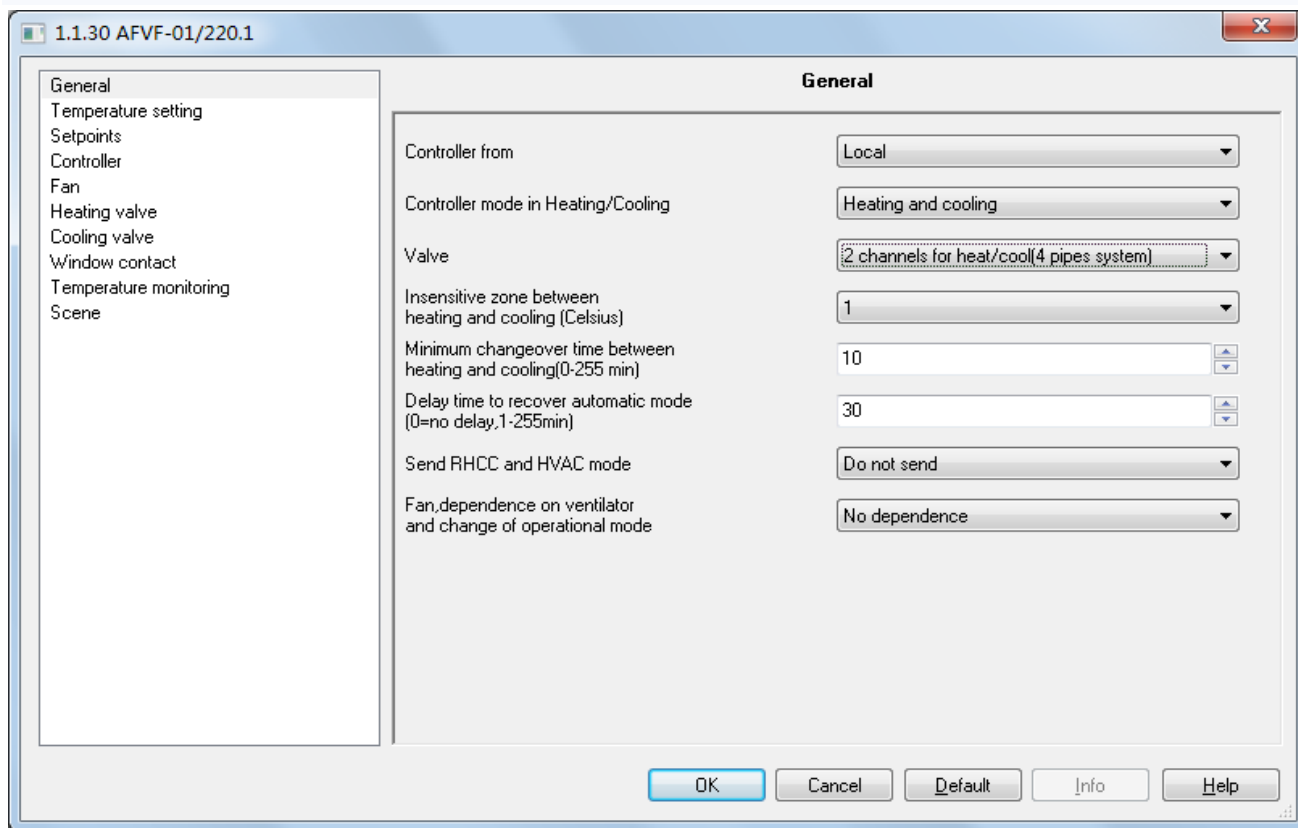 1.1.30 AFVF-01/220.1
General
Temperature setting
Setpoints
Controller
Fan
Heating valve
Cooling valve
Window contact
Temperature monitoring
Scene
General
Controller from
Local
Controller mode in Heating/Cooling
Heating and cooling
Valve
2 channels for heat/cool(4 pipes system)
Insensitive zone between
heating and cooling (Celsius)
1
Minimum changeover time between
heating and cooling(0-255 min)
10
Delay time to recover automatic mode
(0=no delay,1-255min)
30
Send RHCC and HVAC mode
Do not send
Fan,dependence on ventilator
and change of operational mode
No dependence
OK
Cancel
Default
Info
Help